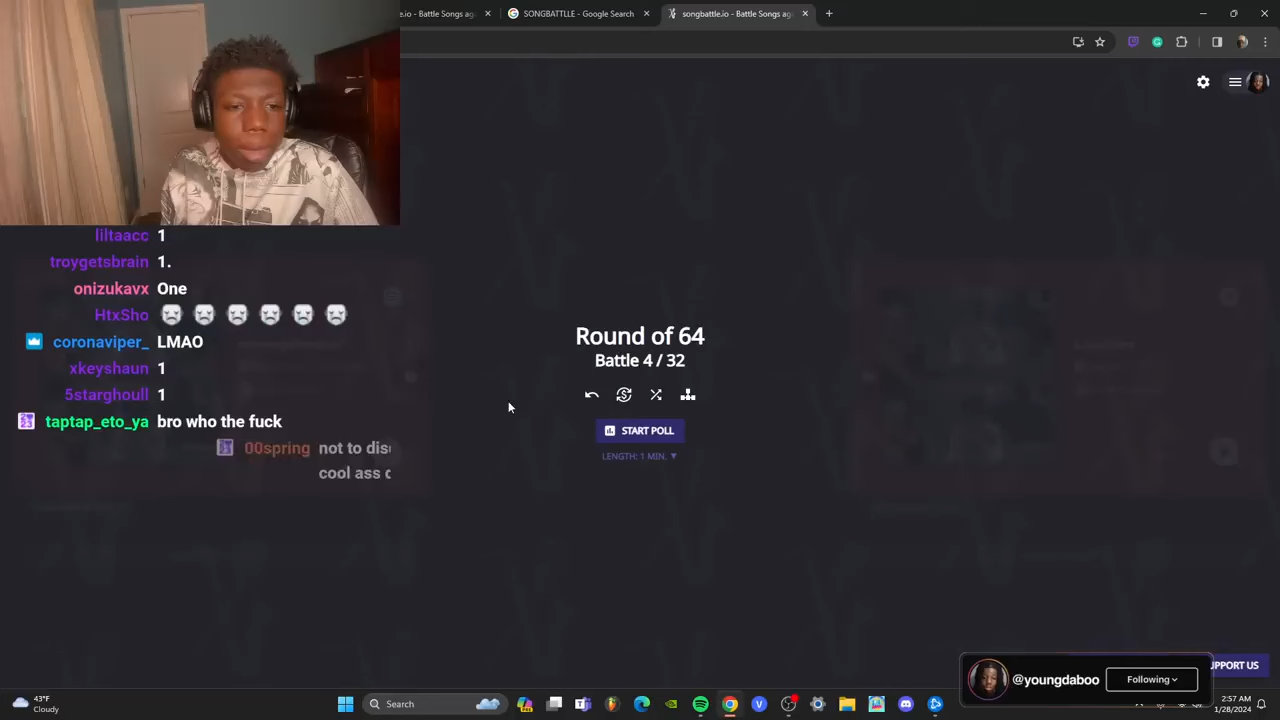 .io - Battle Songs ag
SONGBATTLLE - Google Search
songbattle.io - Battle Songs ag
liltaacc 1
troygetsbrain 1.
onizukavx One
HtxSho
coronaviper_ LMAO
xkeyshaun 1
5starghoull 1
taptap_eto_ya bro who the fuck
00spring not to dis
cool ass
Round of 64
Battle 4 / 32
START POLL
LENGTH: 1 MIN. ▼
@youngdaboo
Following
UPPORT US
43°F
Cloudy
Search
2:57 AM
1/28/2024